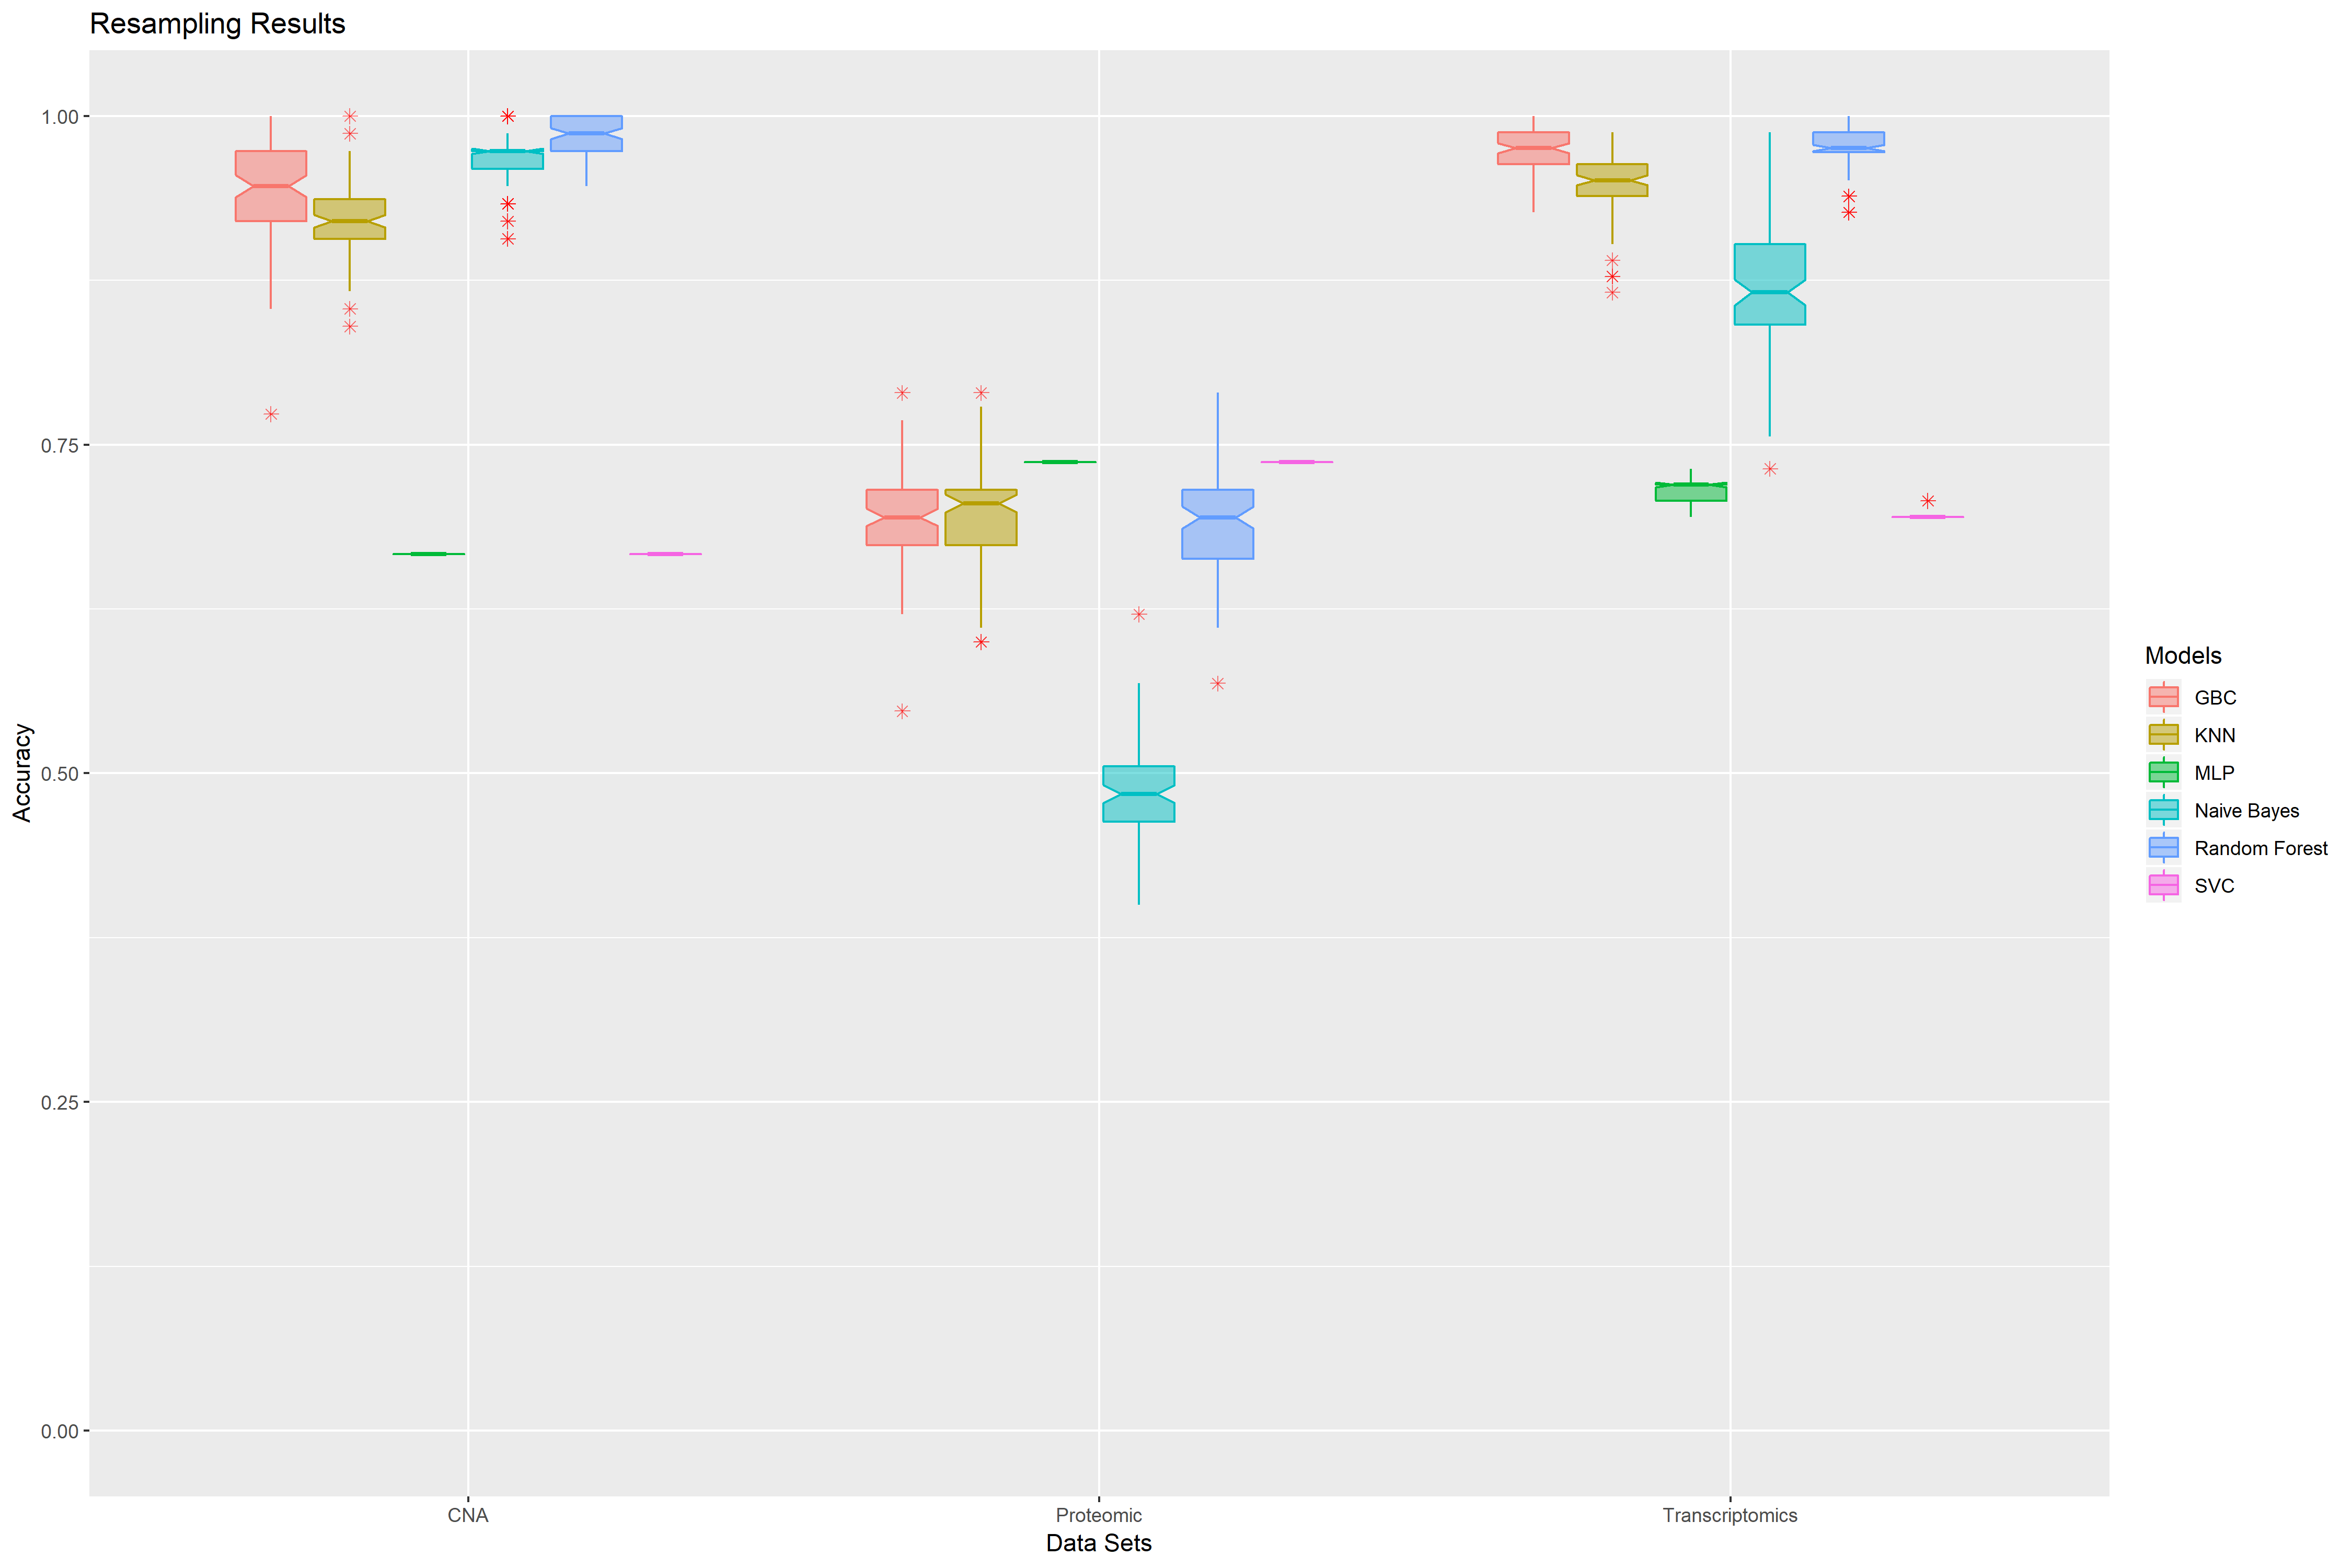 Resampling Results
1.00
0.75
0.50
0.25
0.00
Accuracy
CNA
Proteomic
Transcriptomics
Data Sets
Models
GBC
KNN
MLP
Naive Bayes
Random Forest
SVC